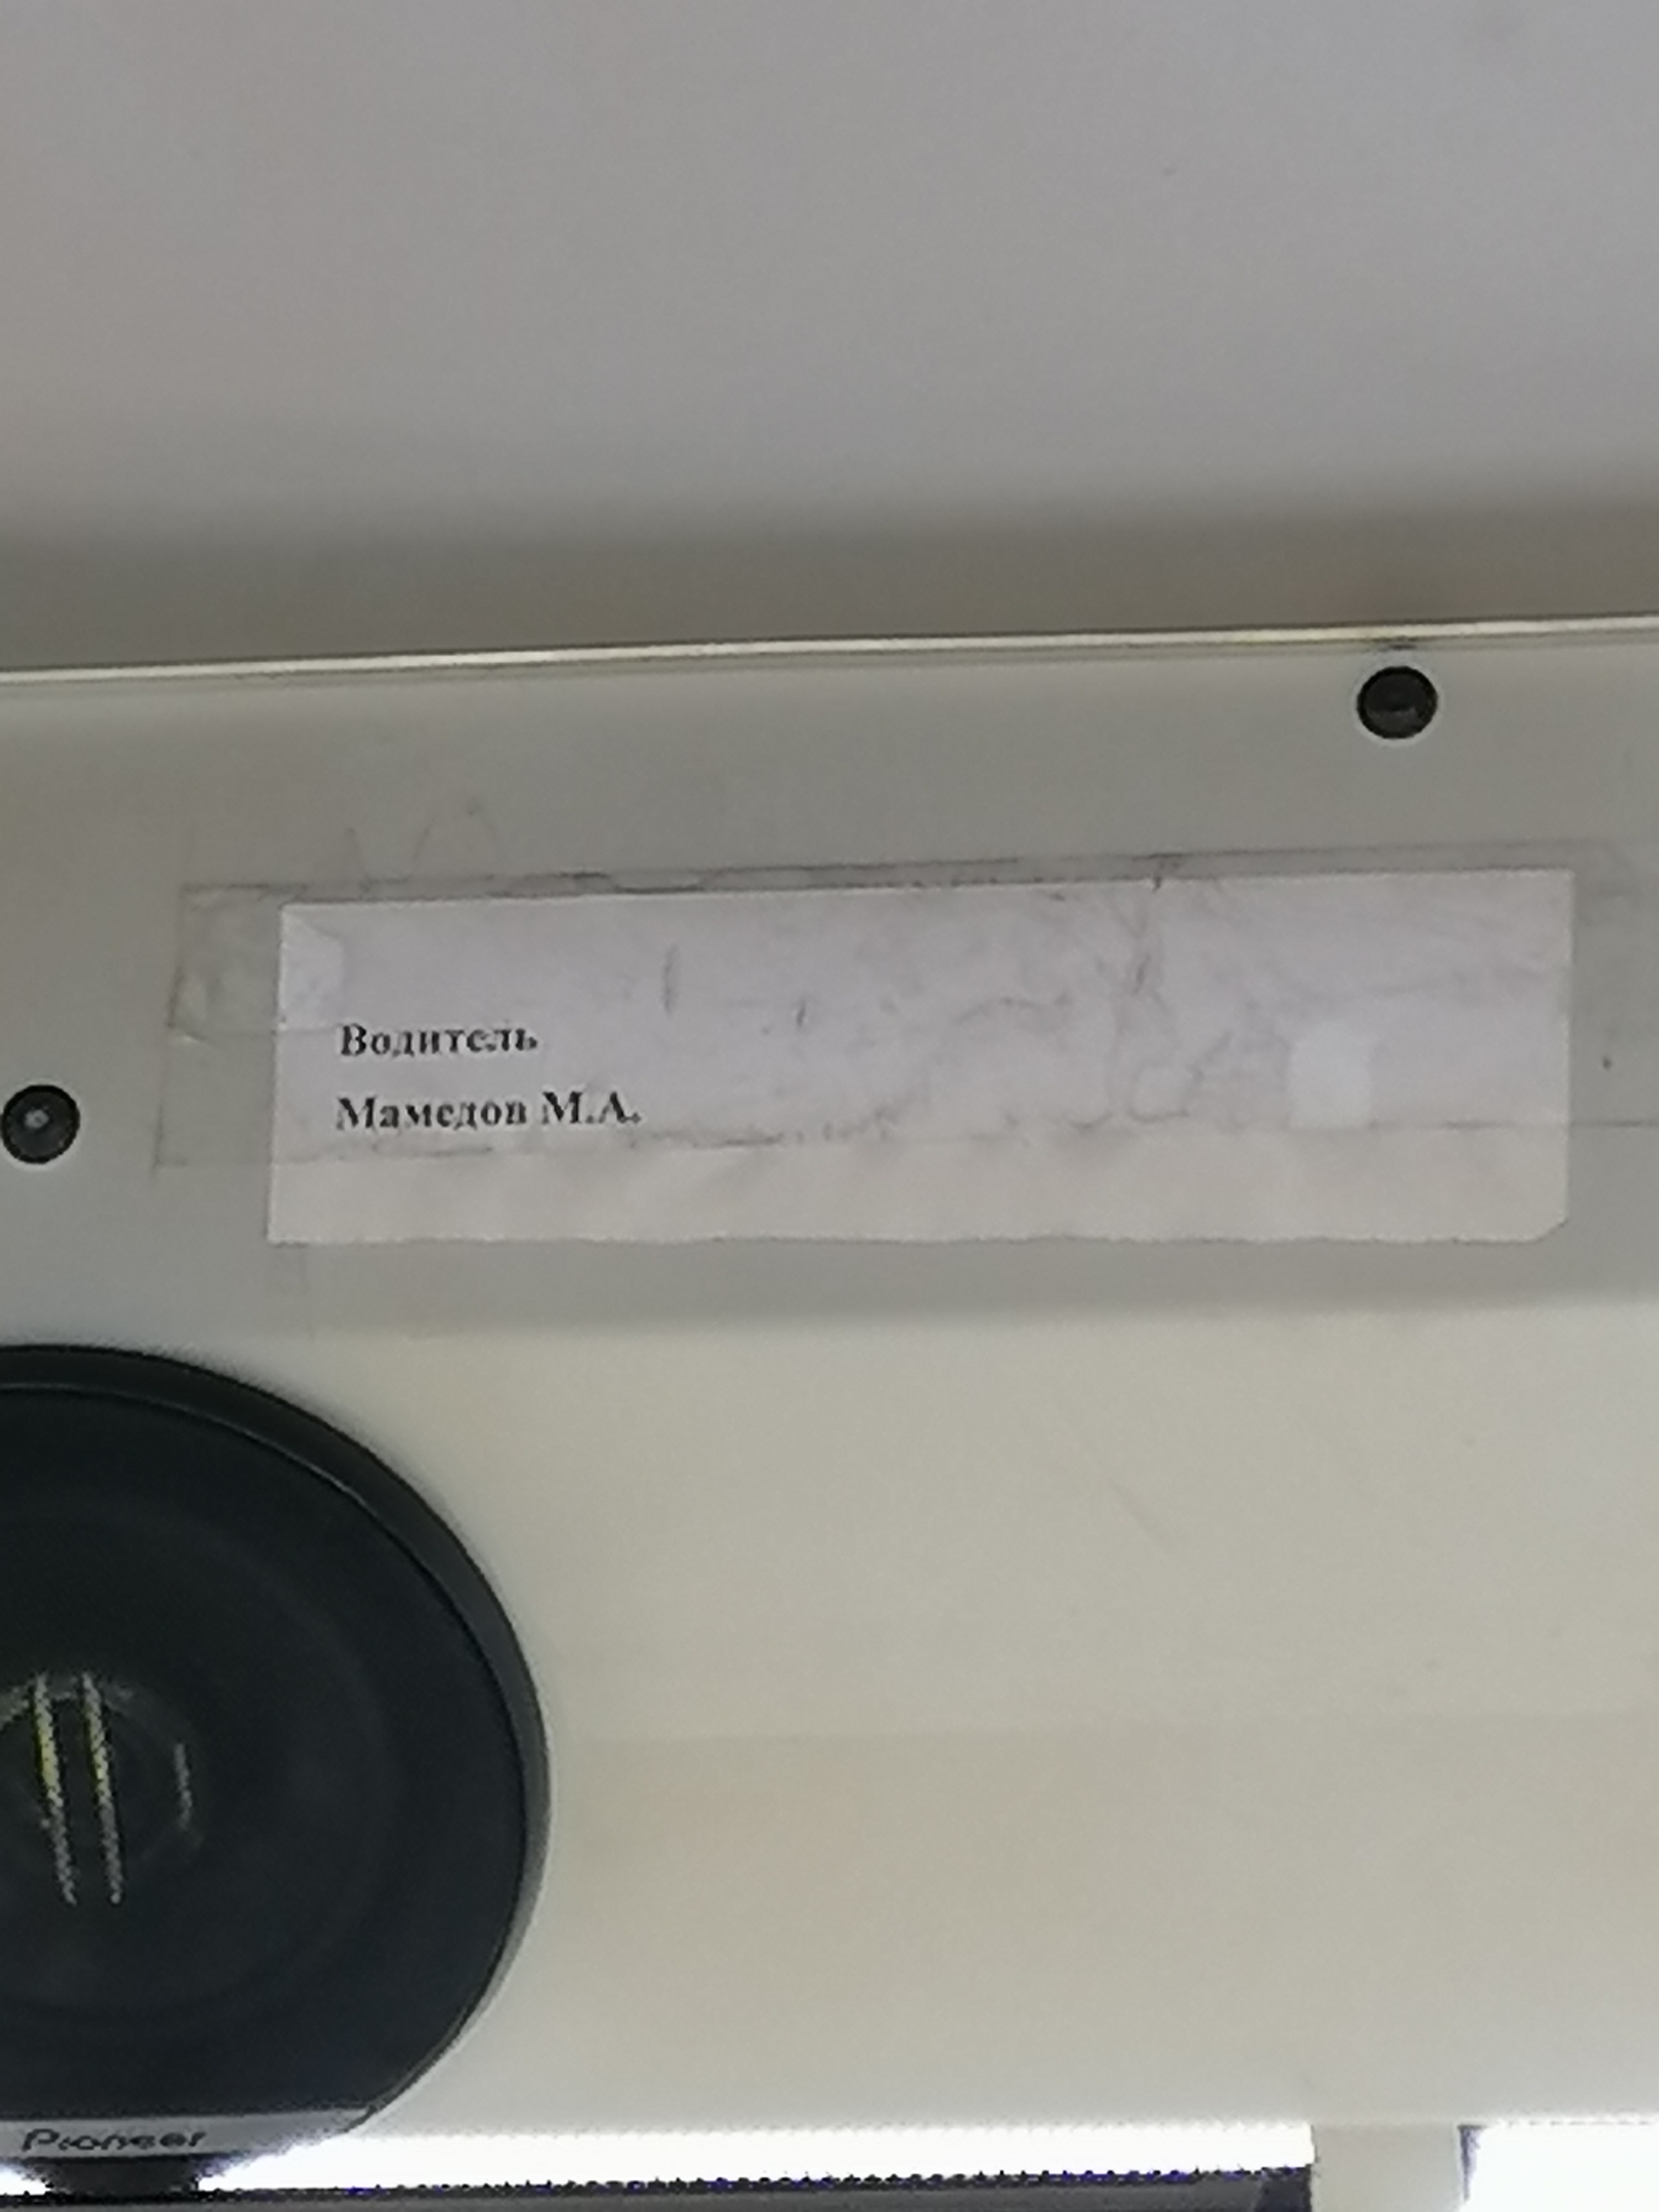 Водитель
Мамедов М.А.
Pioneer